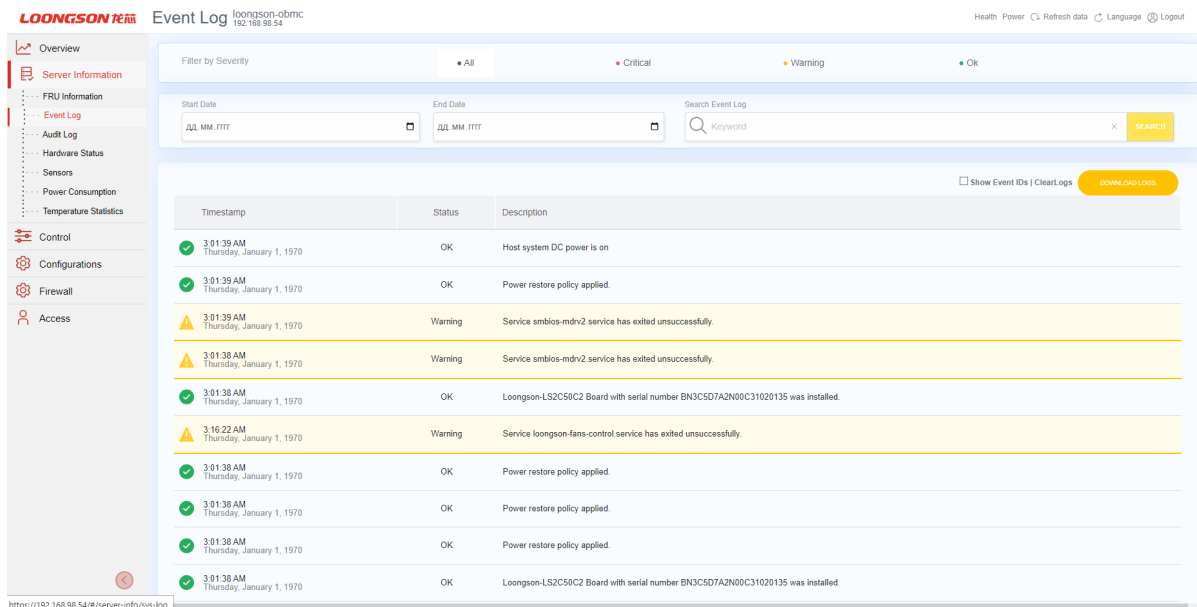 LOONGSON 龙芯 Event Log loongson-obmc
192.168.98.54
Health Power Refresh data Language Logout
Overview
Server Information
FRU Information
Event Log
Audit Log
Hardware Status
Sensors
Power Consumption
Temperature Statistics
Control
Configurations
Firewall
Access
Filter by Severity
All Critical Warning Ok
Start Date End Date Search Event Log
дд.мм.гггг дд.мм.гггг Keyword × SEARCH
Show Event IDs | ClearLogs DOWNLOAD LOGS
Timestamp Status Description
3:01:39 AM
Thursday, January 1, 1970 OK Host system DC power is on
3:01:39 AM
Thursday, January 1, 1970 OK Power restore policy applied.
3:01:39 AM
Thursday, January 1, 1970 Warning Service smbios-mdrv2.service has exited unsuccessfully.
3:01:38 AM
Thursday, January 1, 1970 Warning Service smbios-mdrv2.service has exited unsuccessfully.
3:01:38 AM
Thursday, January 1, 1970 OK Loongson-LS2C50C2 Board with serial number BN3C5D7A2N00C31020135 was installed.
3:16:22 AM
Thursday, January 1, 1970 Warning Service loongson-fans-control.service has exited unsuccessfully.
3:01:38 AM
Thursday, January 1, 1970 OK Power restore policy applied.
3:01:38 AM
Thursday, January 1, 1970 OK Power restore policy applied.
3:01:38 AM
Thursday, January 1, 1970 OK Power restore policy applied.
3:01:38 AM
Thursday, January 1, 1970 OK Loongson-LS2C50C2 Board with serial number BN3C5D7A2N00C31020135 was installed.
https://192.168.98.54/#/server-info/sys-log